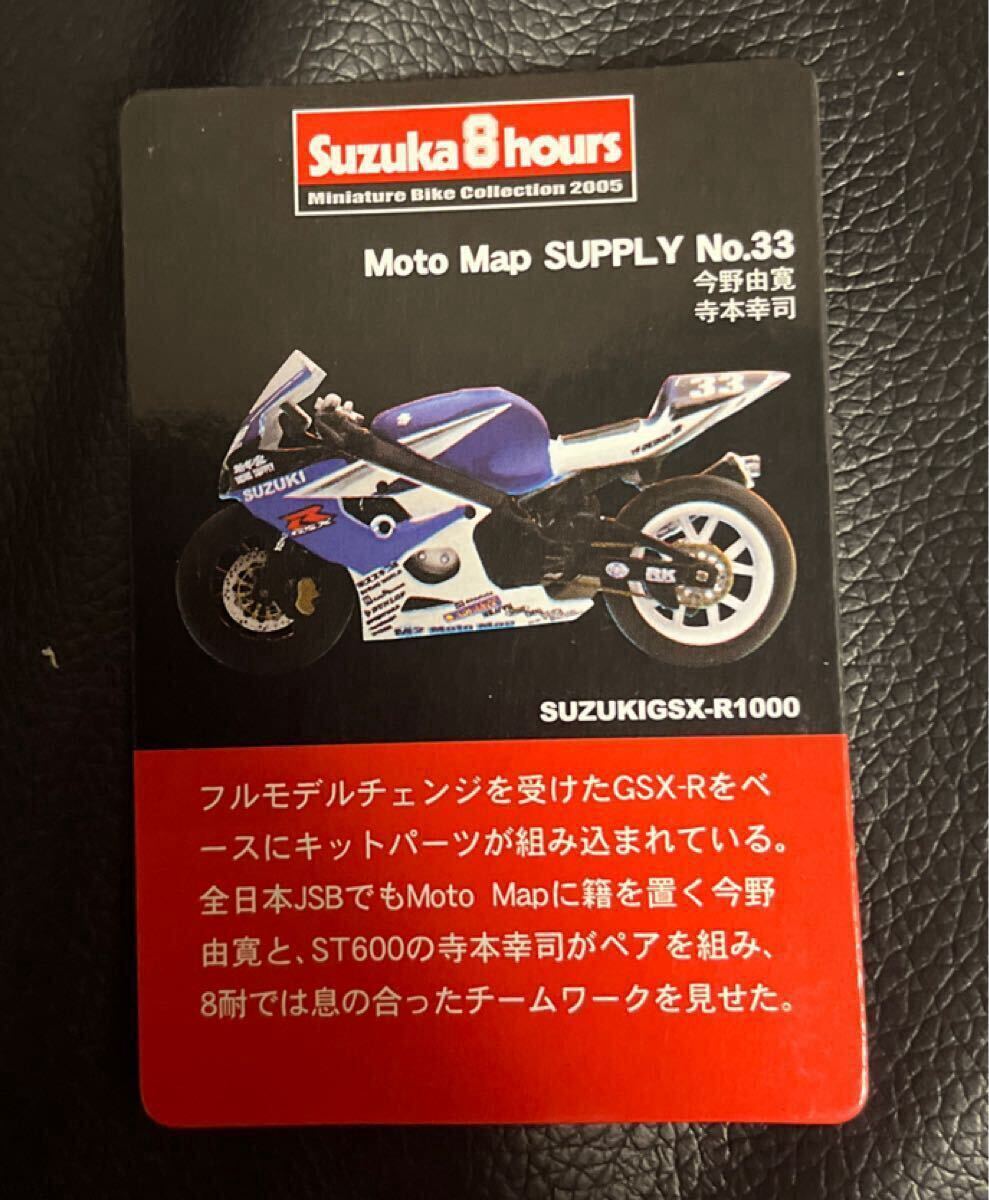 Suzuka 8 hours
Miniature Bike Collection 2005
Moto Map SUPPLY No.33
今野由寛
寺本幸司
33
SUZUKI
R
GSX
DUNLOP
RK
MS Moto Map
SUZUKIGSX-R1000
フルモデルチェンジを受けたGSX-Rをベ
ースにキットパーツが組み込まれている。
全日本JSBでもMoto Mapに籍を置く今野
由寛と、ST600の寺本幸司がペアを組み、
8耐では息の合ったチームワークを見せた。